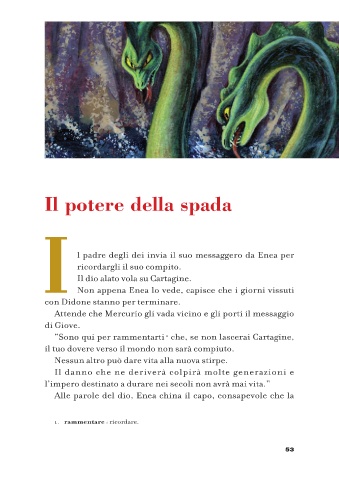 Il potere della spada
Il padre degli dei invia il suo messaggero da Enea per
ricordargli il suo compito.
Il dio alato vola su Cartagine.
Non appena Enea lo vede, capisce che i giorni vissuti
con Didone stanno per terminare.
Attende che Mercurio gli vada vicino e gli porti il messaggio
di Giove.
"Sono qui per rammentarti¹ che, se non lascerai Cartagine,
il tuo dovere verso il mondo non sarà compiuto.
Nessun altro può dare vita alla nuova stirpe.
Il danno che ne deriverà colpirà molte generazioni e
l'impero destinato a durare nei secoli non avrà mai vita."
Alle parole del dio, Enea china il capo, consapevole che la
1. rammentare : ricordare.
53